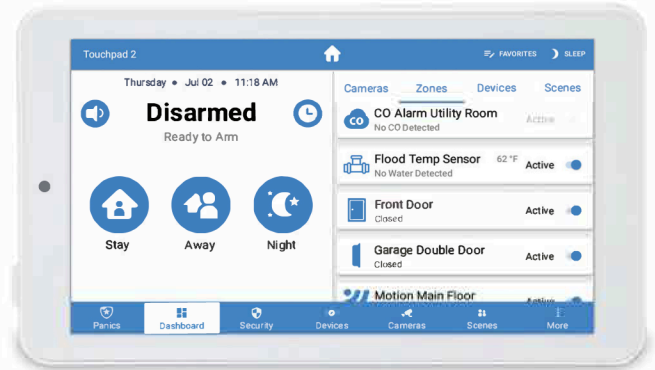 Touchpad 2
FAVORITES
SLEEP
Thursday • Jul 02 • 11:18 AM
Disarmed
Ready to Arm
Stay
Away
Night
Cameras
Zones
Devices
Scenes
CO
CO Alarm Utility Room
No CO Detected
Active
Flood Temp Sensor
62 °F
No Water Detected
Active
Front Door
Closed
Active
Garage Double Door
Closed
Active
Motion Main Floor
Active
Panics
Dashboard
Security
Devices
Cameras
Scenes
More